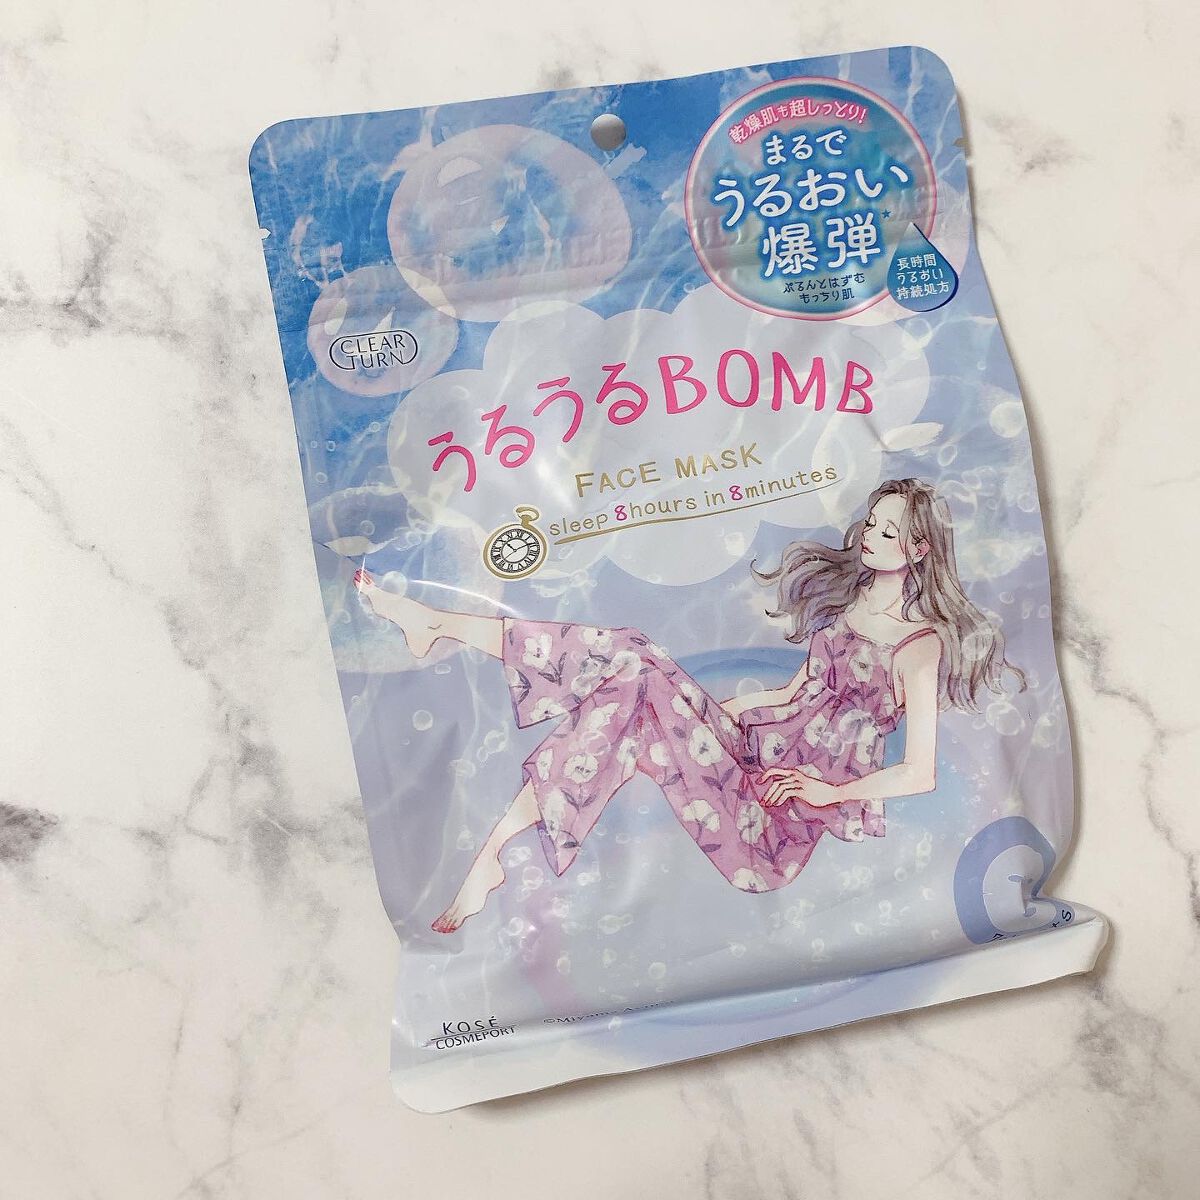 乾燥肌も超しっとり!
まるで
うるおい
爆弾*
ぷるんとはずむ
もっちり肌
長時間
うるおい
持続処方
CLEAR
TURN
うるうるBOMB
FACE MASK
sleep 8hours in 8minutes
KOSÉ
COSMEPORT